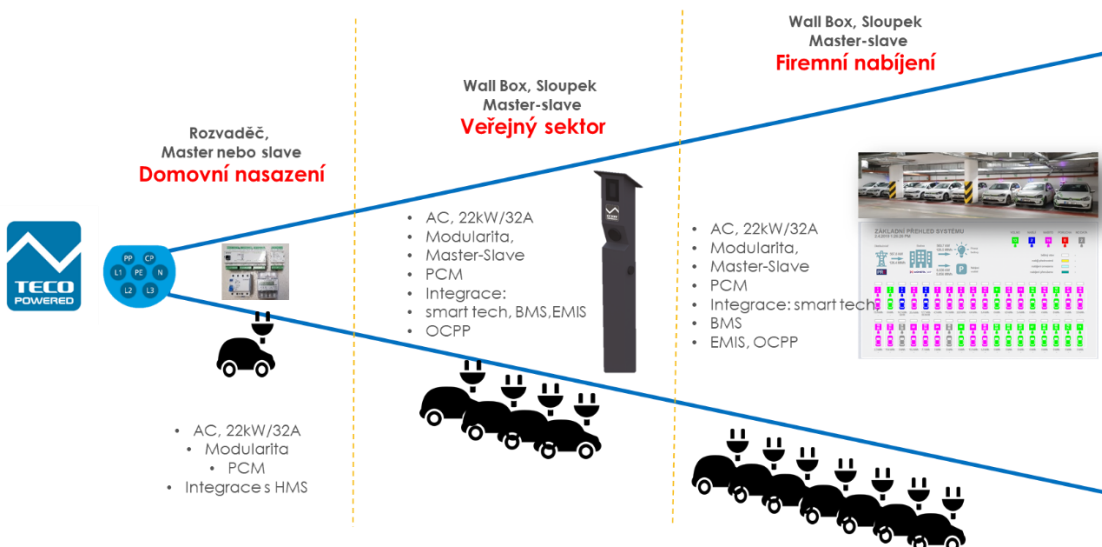 Wall Box, Sloupek
Master-slave
Firemní nabíjení
Wall Box, Sloupek
Master-slave
Veřejný sektor
Rozvaděč,
Master nebo slave
Domovní nasazení
TECO
POWERED
PP CP
L1 PE N
L2 L3
• AC, 22kW/32A
• Modularita
• PCM
• Integrace s HMS
• AC, 22kW/32A
• Modularita,
• Master-Slave
• PCM
• Integrace:
• smart tech, BMS,EMIS
• OCPP
• AC, 22kW/32A
• Modularita,
• Master-Slave
• PCM
• Integrace: smart tech,
• BMS
• EMIS, OCPP
ZÁKLADNÍ PŘEHLED SYSTÉMU